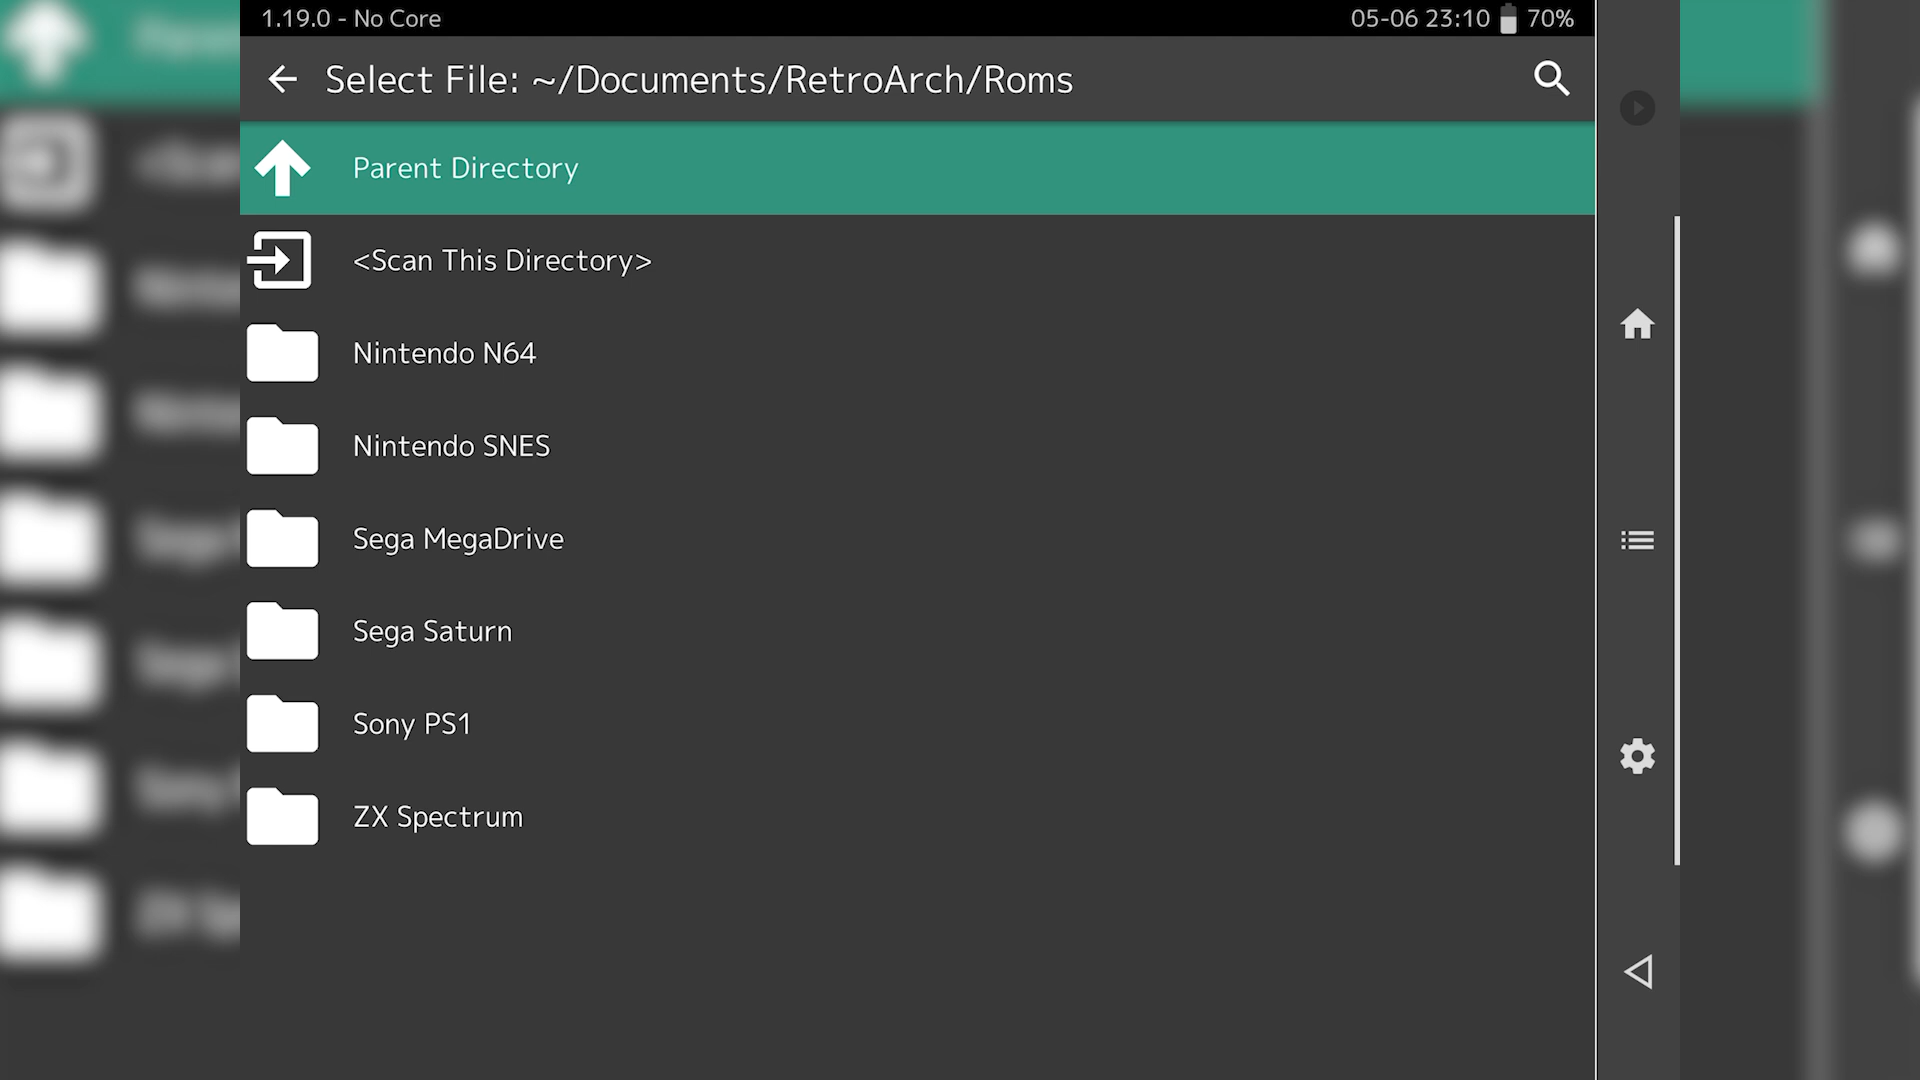 1.19.0 - No Core
05-06 23:10 70%
Select File: ~/Documents/RetroArch/Roms
Parent Directory
<Scan This Directory>
Nintendo N64
Nintendo SNES
Sega MegaDrive
Sega Saturn
Sony PS1
ZX Spectrum